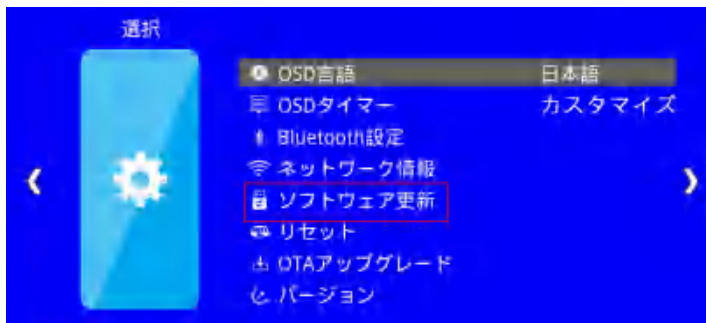 選択
OSD言語 日本語
OSDタイマー カスタマイズ
Bluetooth設定
ネットワーク情報
ソフトウェア更新
リセット
OTAアップグレード
バージョン